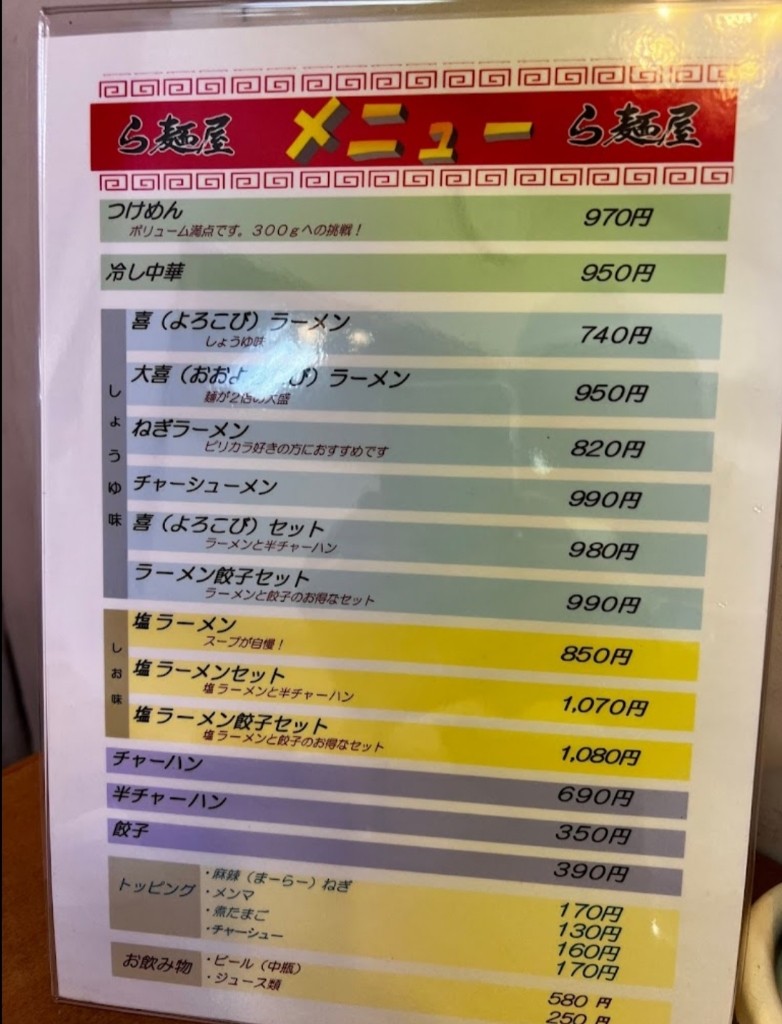 ら麺屋 メニュー ら麺屋
つけめん 970円
ボリューム満点です。300gへの挑戦！
冷し中華 950円
しょうゆ味
喜（よろこび）ラーメン 740円
しょうゆ味
大喜（おおよ び）ラーメン 950円
麺が2倍の大盛
ねぎラーメン 820円
ピリカラ好きの方におすすめです
チャーシューメン 990円
喜（よろこび）セット 980円
ラーメンと半チャーハン
ラーメン餃子セット 990円
ラーメンと餃子のお得なセット
しお味
塩ラーメン 850円
スープが自慢！
塩ラーメンセット 1,070円
塩ラーメンと半チャーハン
塩ラーメン餃子セット 1,080円
塩ラーメンと餃子のお得なセット
チャーハン 690円
半チャーハン 350円
餃子 390円
トッピング
・麻辣（まーらー）ねぎ 170円
・メンマ 130円
・煮たまご 160円
・チャーシュー 170円
お飲み物
・ビール（中瓶） 580円
・ジュース類 250円